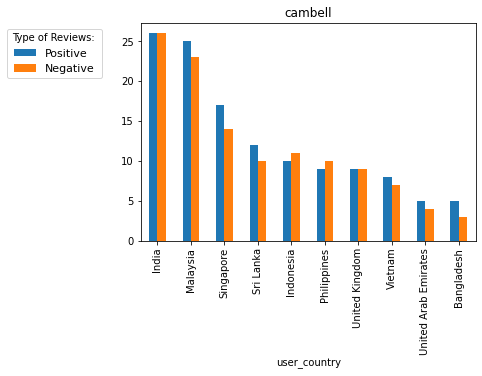 cambell
Type of Reviews:
Positive
Negative
25
20
15
10
5
0
India
Malaysia
Singapore
Sri Lanka
Indonesia
Philippines
United Kingdom
Vietnam
United Arab Emirates
Bangladesh
user_country